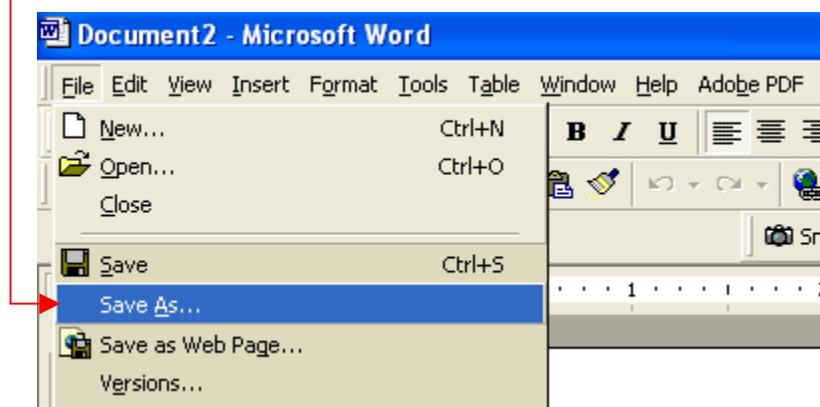 Document2 - Microsoft Word
File Edit View Insert Format Tools Table Window Help Adobe PDF
New... Ctrl+N
B I U
Open... Ctrl+O
Close
Save Ctrl+S
1
Save As...
Save as Web Page...
Versions...